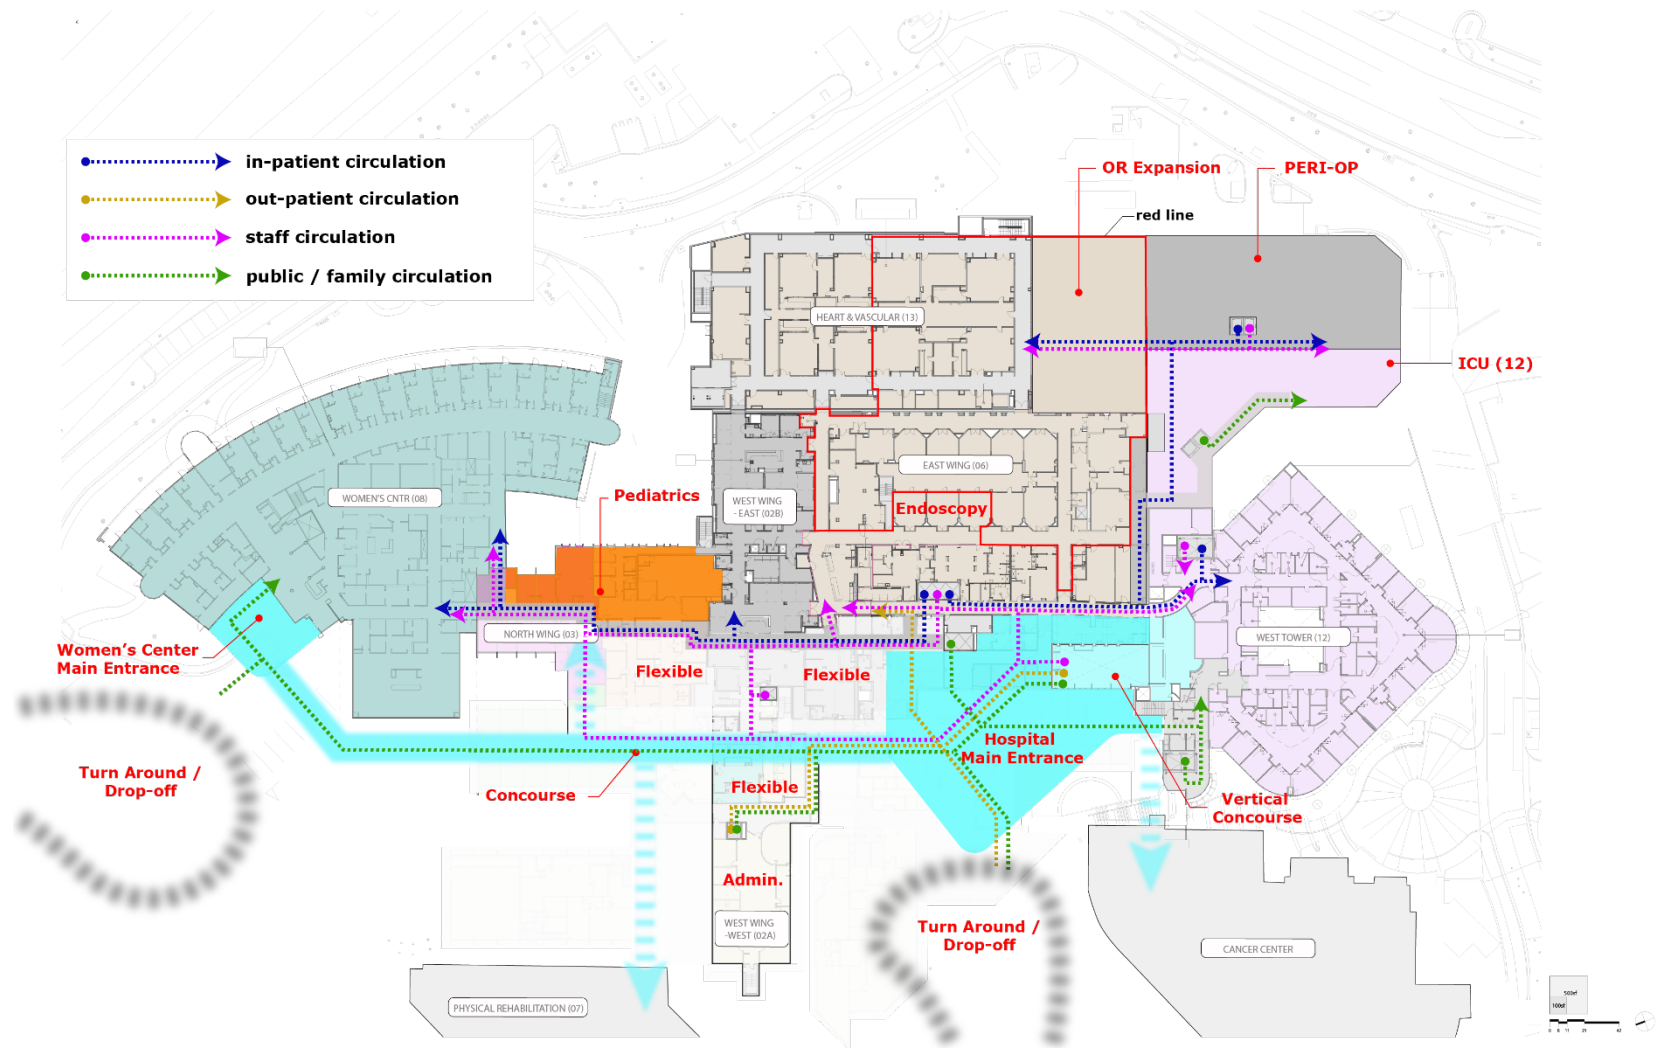 in-patient circulation
out-patient circulation
staff circulation
public / family circulation
OR Expansion
PERI-OP
red line
HEART & VASCULAR (13)
ICU (12)
EAST WING (06)
WOMEN'S CNTR (08)
Pediatrics
WEST WING
- EAST (02B)
Endoscopy
NORTH WING (03)
WEST TOWER (12)
Women's Center
Main Entrance
Flexible
Flexible
Hospital
Main Entrance
Turn Around /
Drop-off
Concourse
Flexible
Vertical
Concourse
Admin.
WEST WING
-WEST (02A)
Turn Around /
Drop-off
CANCER CENTER
PHYSICAL REHABILITATION (07)
500sf
100sf